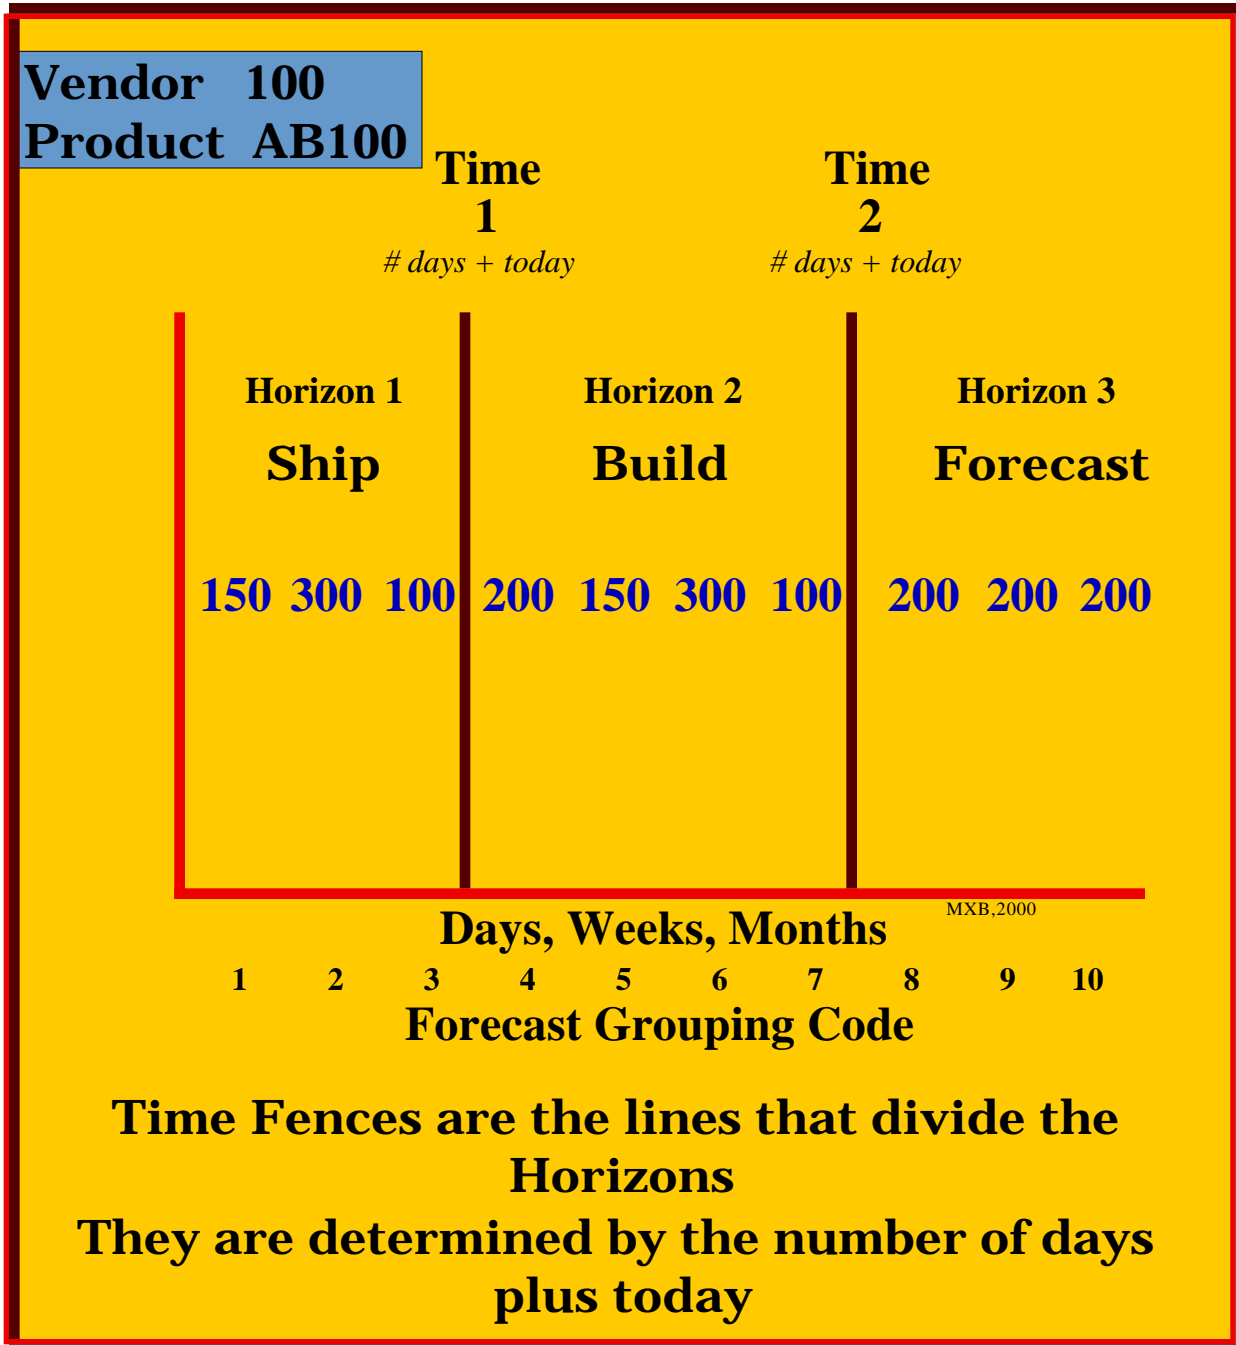 Vendor 100
Product AB100
Time Time
1 2
# days + today # days + today
Horizon 1 Horizon 2 Horizon 3
Ship Build Forecast
150 300 100 200 150 300 100 200 200 200
MXB,2000
Days, Weeks, Months
1 2 3 4 5 6 7 8 9 10
Forecast Grouping Code
Time Fences are the lines that divide the
Horizons
They are determined by the number of days
plus today